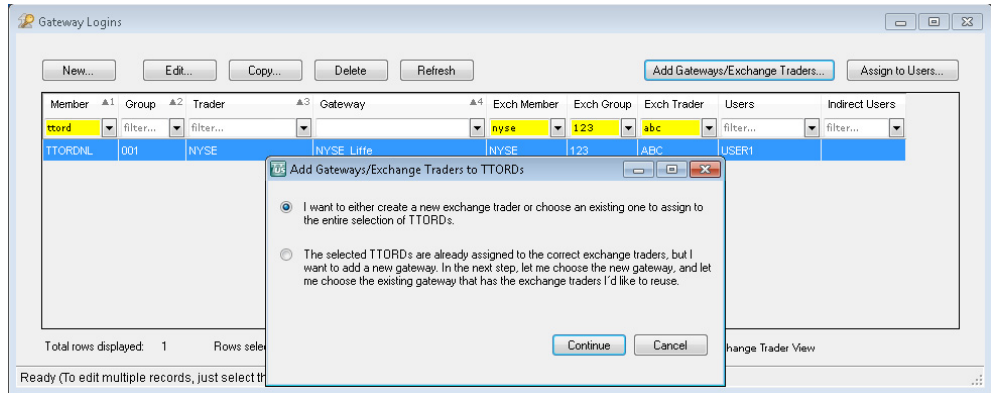 Gateway Logins
New... Edit... Copy... Delete Refresh Add Gateways/Exchange Traders... Assign to Users...
Member 1 Group 2 Trader 3 Gateway 4 Exch Member Exch Group Exch Trader Users Indirect Users
ttord filter... filter... nyse 123 abc filter... filter...
TTORDNL 001 NYSE NYSE_Liffe NYSE 123 ABC USER1
Add Gateways/Exchange Traders to TTORDs
I want to either create a new exchange trader or choose an existing one to assign to
the entire selection of TTORDs.
The selected TTORDs are already assigned to the correct exchange traders, but I
want to add a new gateway. In the next step, let me choose the new gateway, and let
me choose the existing gateway that has the exchange traders I'd like to reuse.
Continue Cancel
Total rows displayed: 1 Rows sele hange Trader View
Ready (To edit multiple records, just select th